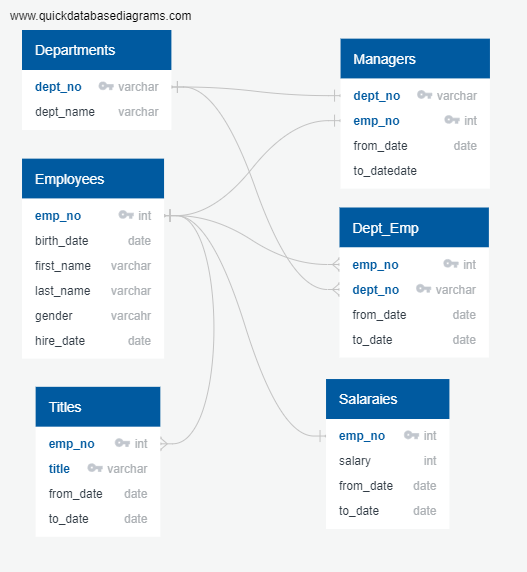 www.quickdatabasediagrams.com
Departments
dept_no varchar
dept_name varchar
Employees
emp_no int
birth_date date
first_name varchar
last_name varchar
gender varcahr
hire_date date
Titles
emp_no int
title varchar
from_date date
to_date date
Managers
dept_no varchar
emp_no int
from_date date
to_datedate
Dept_Emp
emp_no int
dept_no varchar
from_date date
to_date date
Salaraies
emp_no int
salary int
from_date date
to_date date